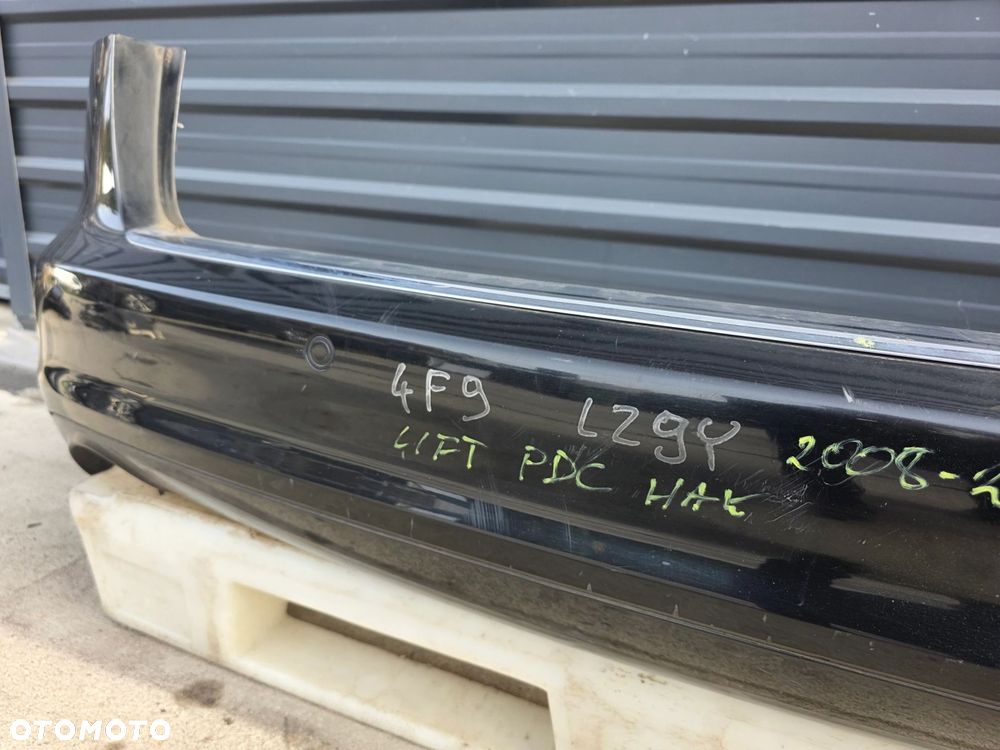 4F9 LZ9Y 2008-
LIFT PDC HAK
OTOMOTO